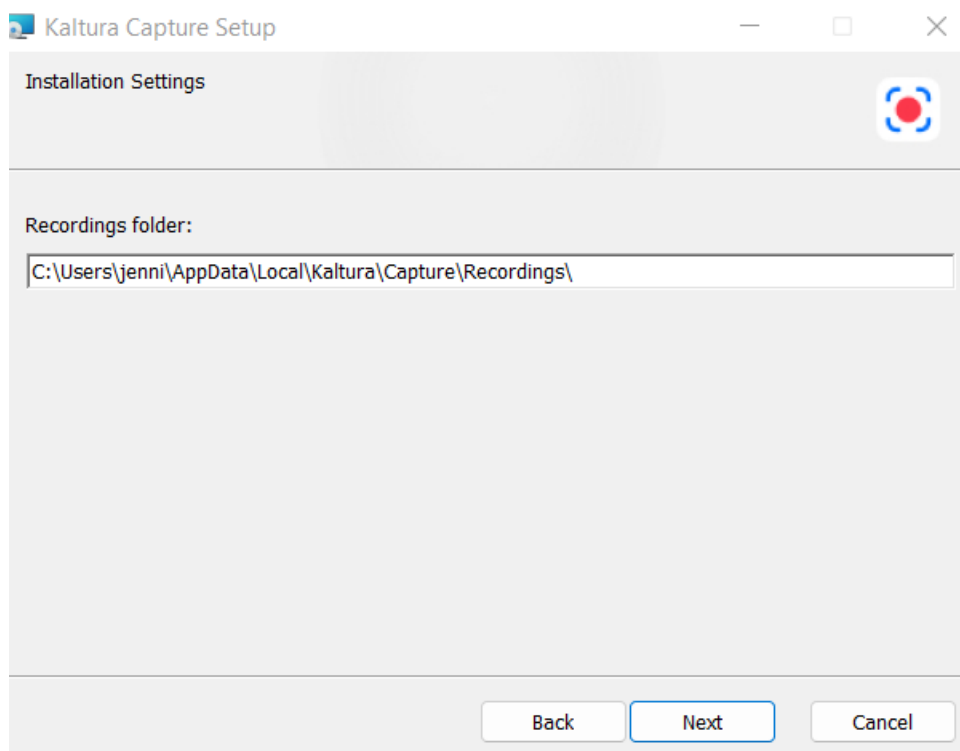 Kaltura Capture Setup
Installation Settings
Recordings folder:
C:\Users\jenni\AppData\Local\Kaltura\Capture\Recordings\
Back Next Cancel